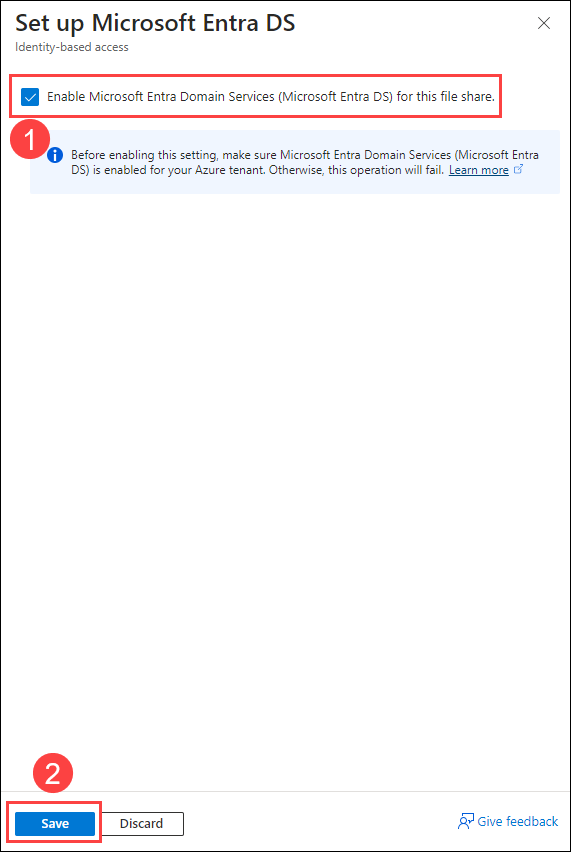 Set up Microsoft Entra DS
Identity-based access
Enable Microsoft Entra Domain Services (Microsoft Entra DS) for this file share.
1
Before enabling this setting, make sure Microsoft Entra Domain Services (Microsoft Entra
DS) is enabled for your Azure tenant. Otherwise, this operation will fail. Learn more
2
Save
Discard
Give feedback